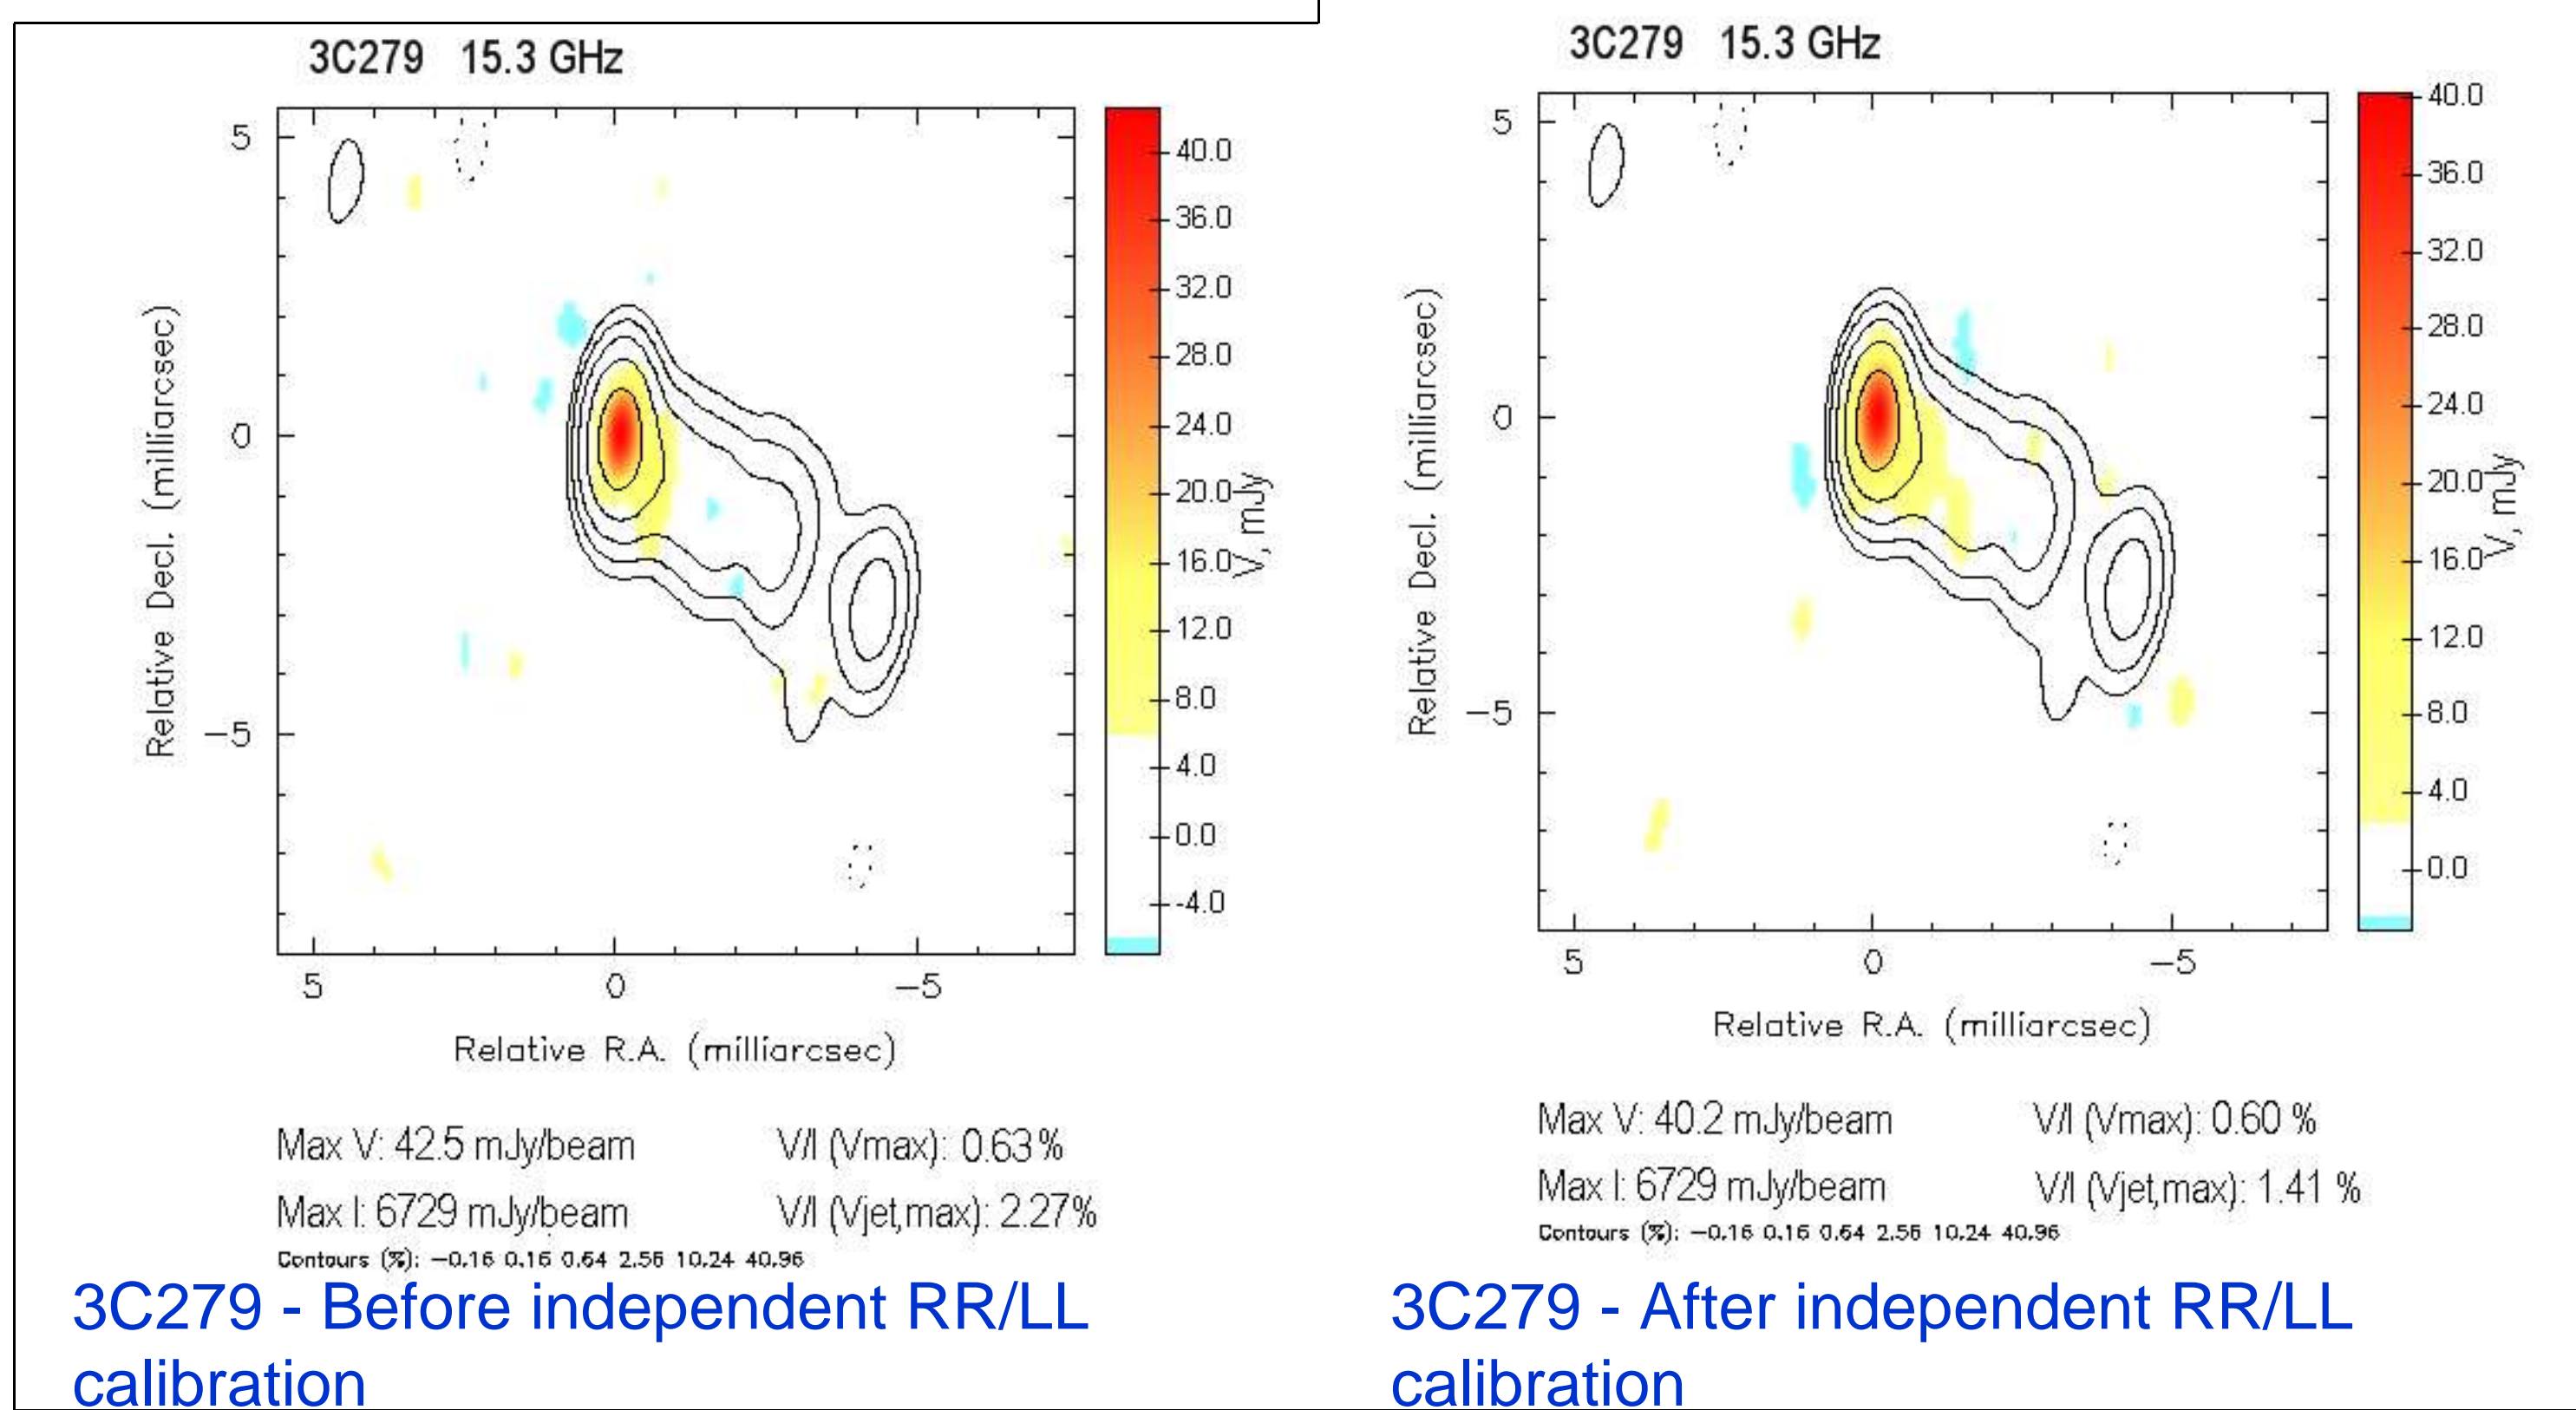 3C279 15.3 GHz
5
0
−5
Relative Decl. (milliarcsec)
5 0 −5
Relative R.A. (milliarcsec)
40.0
36.0
32.0
28.0
24.0
20.0
16.0
12.0
8.0
4.0
0.0
-4.0
V, mJy
Max V: 42.5 mJy/beam V/I (Vmax): 0.63%
Max I: 6729 mJy/beam V/I (Vjet,max): 2.27%
Contours (%): −0.16 0.16 0.64 2.56 10.24 40.96
3C279 - Before independent RR/LL
calibration
3C279 15.3 GHz
5
0
−5
Relative Decl. (milliarcsec)
5 0 −5
Relative R.A. (milliarcsec)
40.0
36.0
32.0
28.0
24.0
20.0
16.0
12.0
8.0
4.0
0.0
V, mJy
Max V: 40.2 mJy/beam V/I (Vmax): 0.60 %
Max I: 6729 mJy/beam V/I (Vjet,max): 1.41 %
Contours (%): −0.16 0.16 0.64 2.56 10.24 40.96
3C279 - After independent RR/LL
calibration